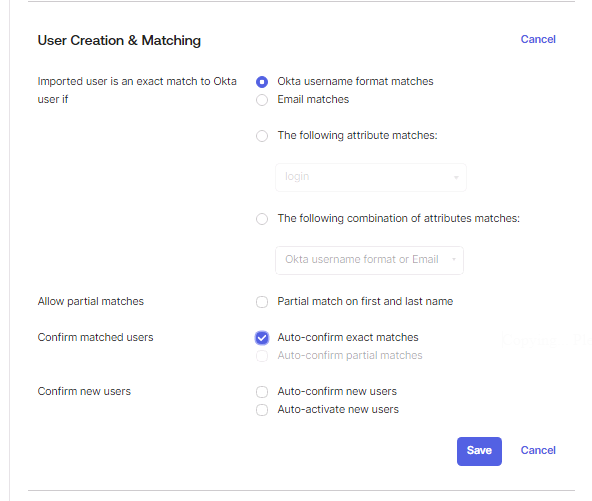 User Creation & Matching
Cancel
Imported user is an exact match to Okta
user if
Okta username format matches
Email matches
The following attribute matches:
login
The following combination of attributes matches:
Okta username format or Email
Allow partial matches
Partial match on first and last name
Confirm matched users
Auto-confirm exact matches
Auto-confirm partial matches
Confirm new users
Auto-confirm new users
Auto-activate new users
Save
Cancel